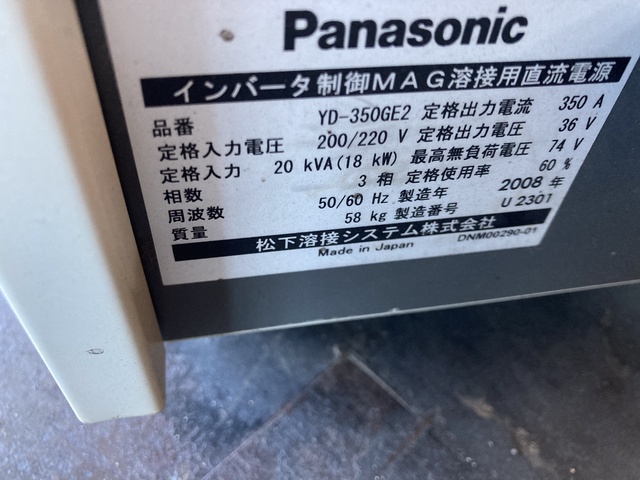 Panasonic
インバータ制御MAG溶接用直流電源
品番 YD-350GE2 定格出力電流 350 A
定格入力電圧 200/220 V 定格出力電圧 36 V
定格入力 20 kVA(18 kW) 最高無負荷電圧 74 V
相数 3 相 定格使用率 60 %
周波数 50/60 Hz 製造年 2008 年
質量 58 kg 製造番号 U 2301
松下溶接システム株式会社
Made in Japan DNM00290-01